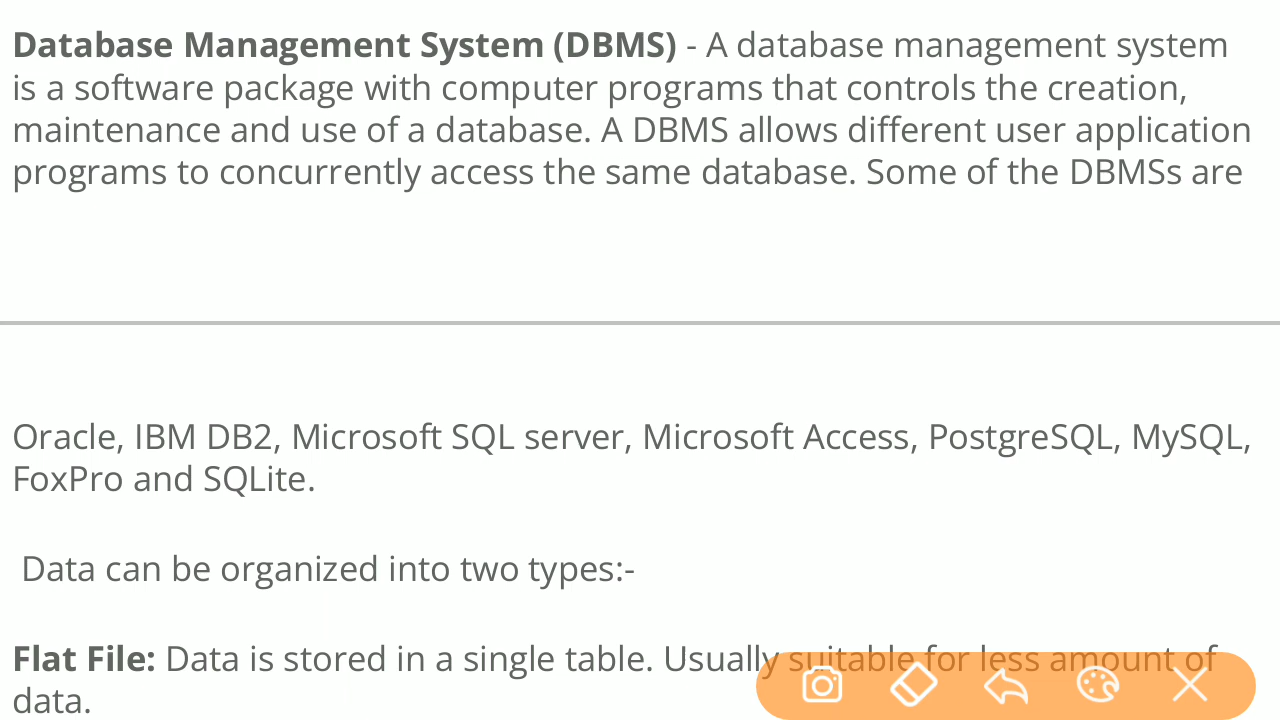 Database Management System (DBMS) - A database management system
is a software package with computer programs that controls the creation,
maintenance and use of a database. A DBMS allows different user application
programs to concurrently access the same database. Some of the DBMSs are
Oracle, IBM DB2, Microsoft SQL server, Microsoft Access, PostgreSQL, MySQL,
FoxPro and SQLite.
Data can be organized into two types:-
Flat File: Data is stored in a single table. Usually suitable for less amount of
data.